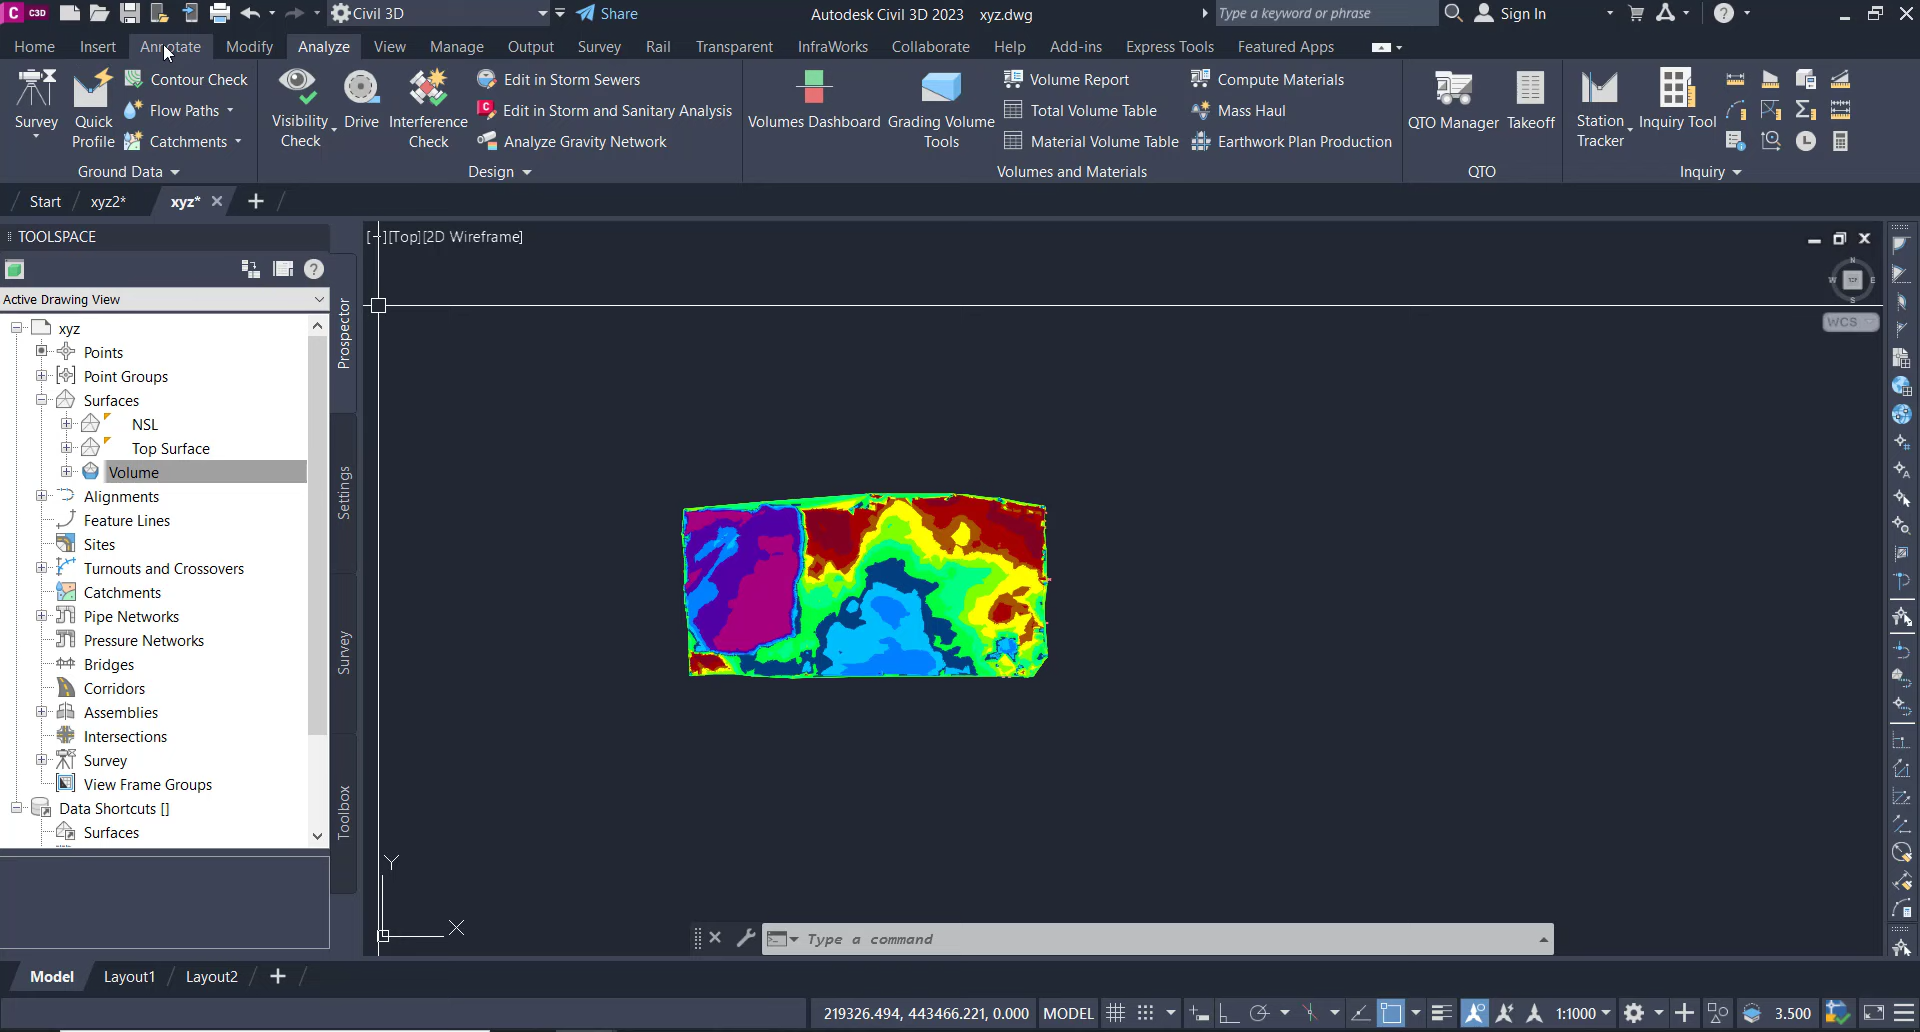 C3D Civil 3D Share Autodesk Civil 3D 2023 xyz.dwg Type a keyword or phrase Sign In
Home Insert Annotate Modify Analyze View Manage Output Survey Rail Transparent InfraWorks Collaborate Help Add-ins Express Tools Featured Apps
Survey
Quick Profile
Contour Check
Flow Paths
Catchments
Ground Data
Visibility Check
Drive
Interference Check
Edit in Storm Sewers
Edit in Storm and Sanitary Analysis
Analyze Gravity Network
Design
Volumes Dashboard
Grading Volume Tools
Volume Report
Total Volume Table
Material Volume Table
Compute Materials
Mass Haul
Earthwork Plan Production
Volumes and Materials
QTO Manager
Takeoff
QTO
Station Tracker
Inquiry Tool
Inquiry
Start xyz2* xyz*
TOOLSPACE
Active Drawing View
xyz
Points
Point Groups
Surfaces
NSL
Top Surface
Volume
Alignments
Feature Lines
Sites
Turnouts and Crossovers
Catchments
Pipe Networks
Pressure Networks
Bridges
Corridors
Assemblies
Intersections
Survey
View Frame Groups
Data Shortcuts []
Surfaces
Prospector
Settings
Survey
Toolbox
[-][Top][2D Wireframe]
N
W TOP E
S
WCS
Y
X
Type a command
Model Layout1 Layout2
219326.494, 443466.221, 0.000 MODEL 1:1000 3.500